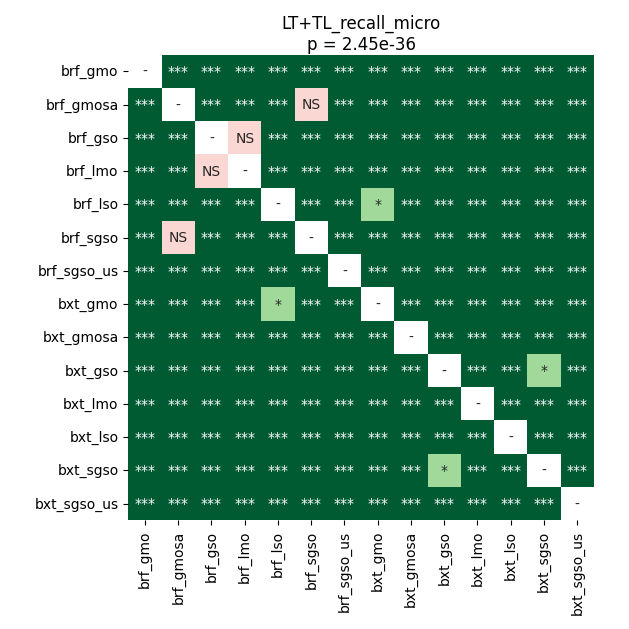 LT+TL_recall_micro
p = 2.45e-36
brf_gmo - *** *** *** *** *** *** *** *** *** *** *** *** ***
brf_gmosa *** - *** *** *** NS *** *** *** *** *** *** *** ***
brf_gso *** *** - NS *** *** *** *** *** *** *** *** *** ***
brf_lmo *** *** NS - *** *** *** *** *** *** *** *** *** ***
brf_lso *** *** *** *** - *** *** * *** *** *** *** *** ***
brf_sgso *** NS *** *** *** - *** *** *** *** *** *** *** ***
brf_sgso_us *** *** *** *** *** *** - *** *** *** *** *** *** ***
bxt_gmo *** *** *** *** * *** *** - *** *** *** *** *** ***
bxt_gmosa *** *** *** *** *** *** *** *** - *** *** *** *** ***
bxt_gso *** *** *** *** *** *** *** *** *** - *** *** * ***
bxt_lmo *** *** *** *** *** *** *** *** *** *** - *** *** ***
bxt_lso *** *** *** *** *** *** *** *** *** *** *** - *** ***
bxt_sgso *** *** *** *** *** *** *** *** *** * *** *** - ***
bxt_sgso_us *** *** *** *** *** *** *** *** *** *** *** *** *** -
brf_gmo
brf_gmosa
brf_gso
brf_lmo
brf_lso
brf_sgso
brf_sgso_us
bxt_gmo
bxt_gmosa
bxt_gso
bxt_lmo
bxt_lso
bxt_sgso
bxt_sgso_us